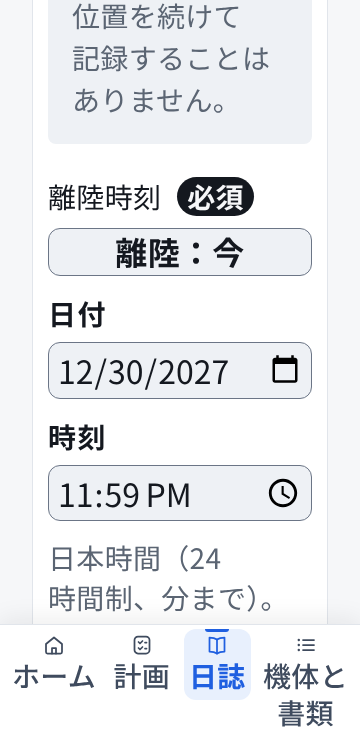 位置を続けて
記録することは
ありません。
離陸時刻 必須
離陸：今
日付
12/30/2027
時刻
11:59 PM
日本時間（24
時間制、分まで）。
ホーム 計画 日誌 機体と
書類